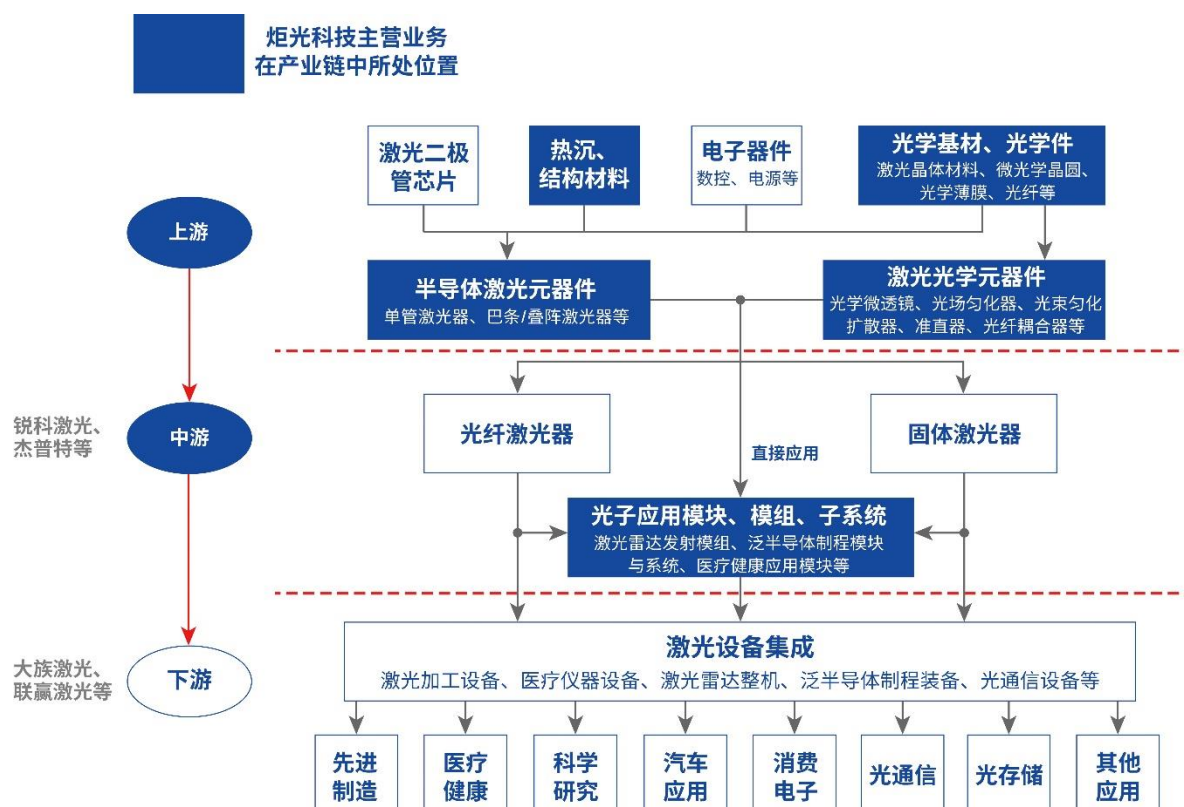 炬光科技主营业务
在产业链中所处位置
激光二极
管芯片
热沉、
结构材料
电子器件
数控、电源等
光学基材、光学件
激光晶体材料、微光学晶圆、
光学薄膜、光纤等
上游
半导体激光元器件
单管激光器、巴条/叠阵激光器等
激光光学元器件
光学微透镜、光场匀化器、光束匀化
扩散器、准直器、光纤耦合器等
锐科激光、
杰普特等
中游
光纤激光器
固体激光器
直接应用
光子应用模块、模组、子系统
激光雷达发射模组、泛半导体制程模块
与系统、医疗健康应用模块等
大族激光、
联赢激光等
下游
激光设备集成
激光加工设备、医疗仪器设备、激光雷达整机、泛半导体制程装备、光通信设备等
先进
制造
医疗
健康
科学
研究
汽车
应用
消费
电子
光通信
光存储
其他
应用